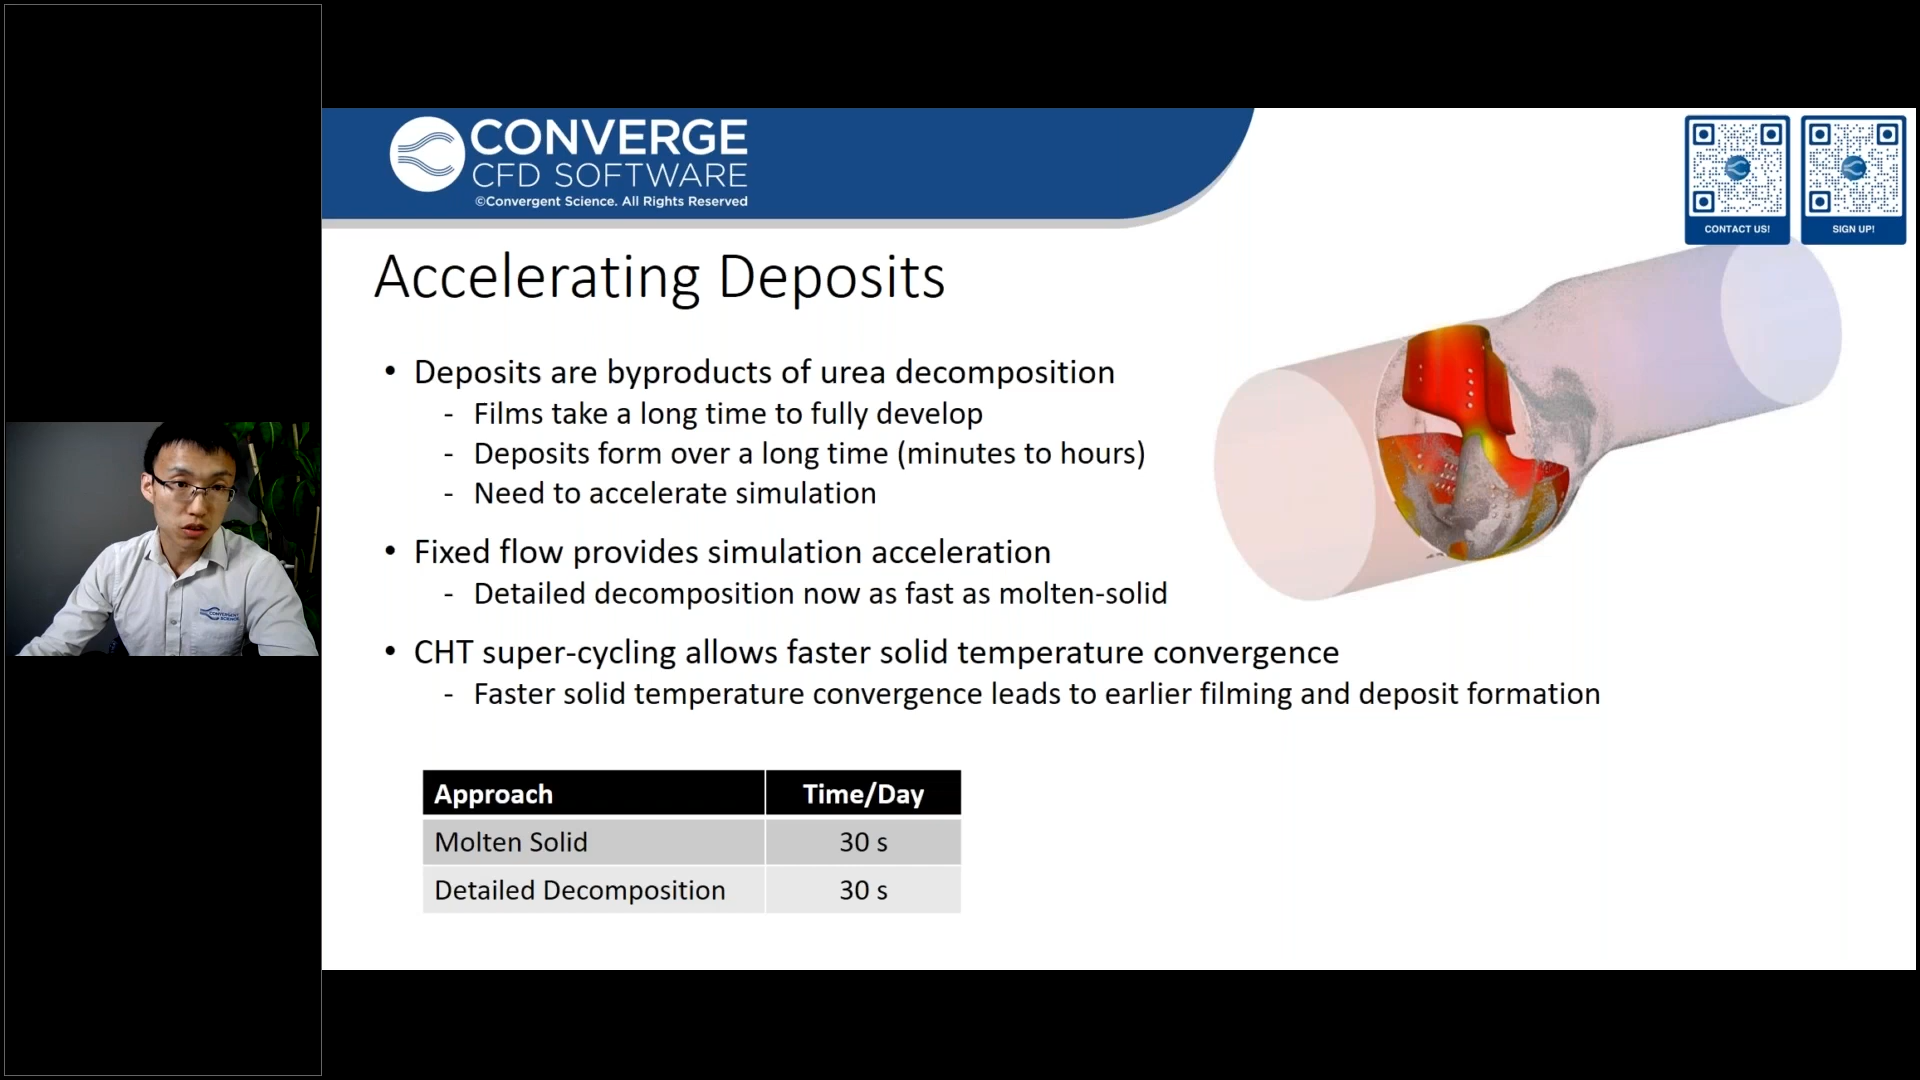 CONVERGE
CFD SOFTWARE
©Convergent Science. All Rights Reserved
CONTACT US!
SIGN UP!
Accelerating Deposits
• Deposits are byproducts of urea decomposition
- Films take a long time to fully develop
- Deposits form over a long time (minutes to hours)
- Need to accelerate simulation
• Fixed flow provides simulation acceleration
- Detailed decomposition now as fast as molten-solid
• CHT super-cycling allows faster solid temperature convergence
- Faster solid temperature convergence leads to earlier filming and deposit formation
Approach Time/Day
Molten Solid 30 s
Detailed Decomposition 30 s
CONVERGENT
SCIENCE